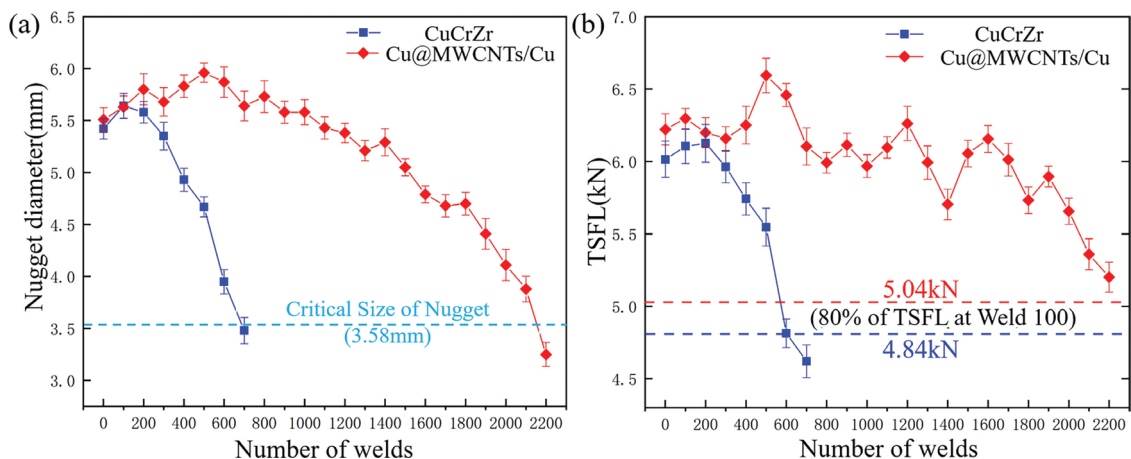 (a)
6.5
6.0
5.5
5.0
4.5
4.0
3.5
3.0
Nugget diameter(mm)
CuCrZr
Cu@MWCNTs/Cu
Critical Size of Nugget
(3.58mm)
0 200 400 600 800 1000 1200 1400 1600 1800 2000 2200
Number of welds
(b)
7.0
6.5
6.0
5.5
5.0
4.5
TSFL(kN)
CuCrZr
Cu@MWCNTs/Cu
5.04kN
(80% of TSFL at Weld 100)
4.84kN
0 200 400 600 800 1000 1200 1400 1600 1800 2000 2200
Number of welds